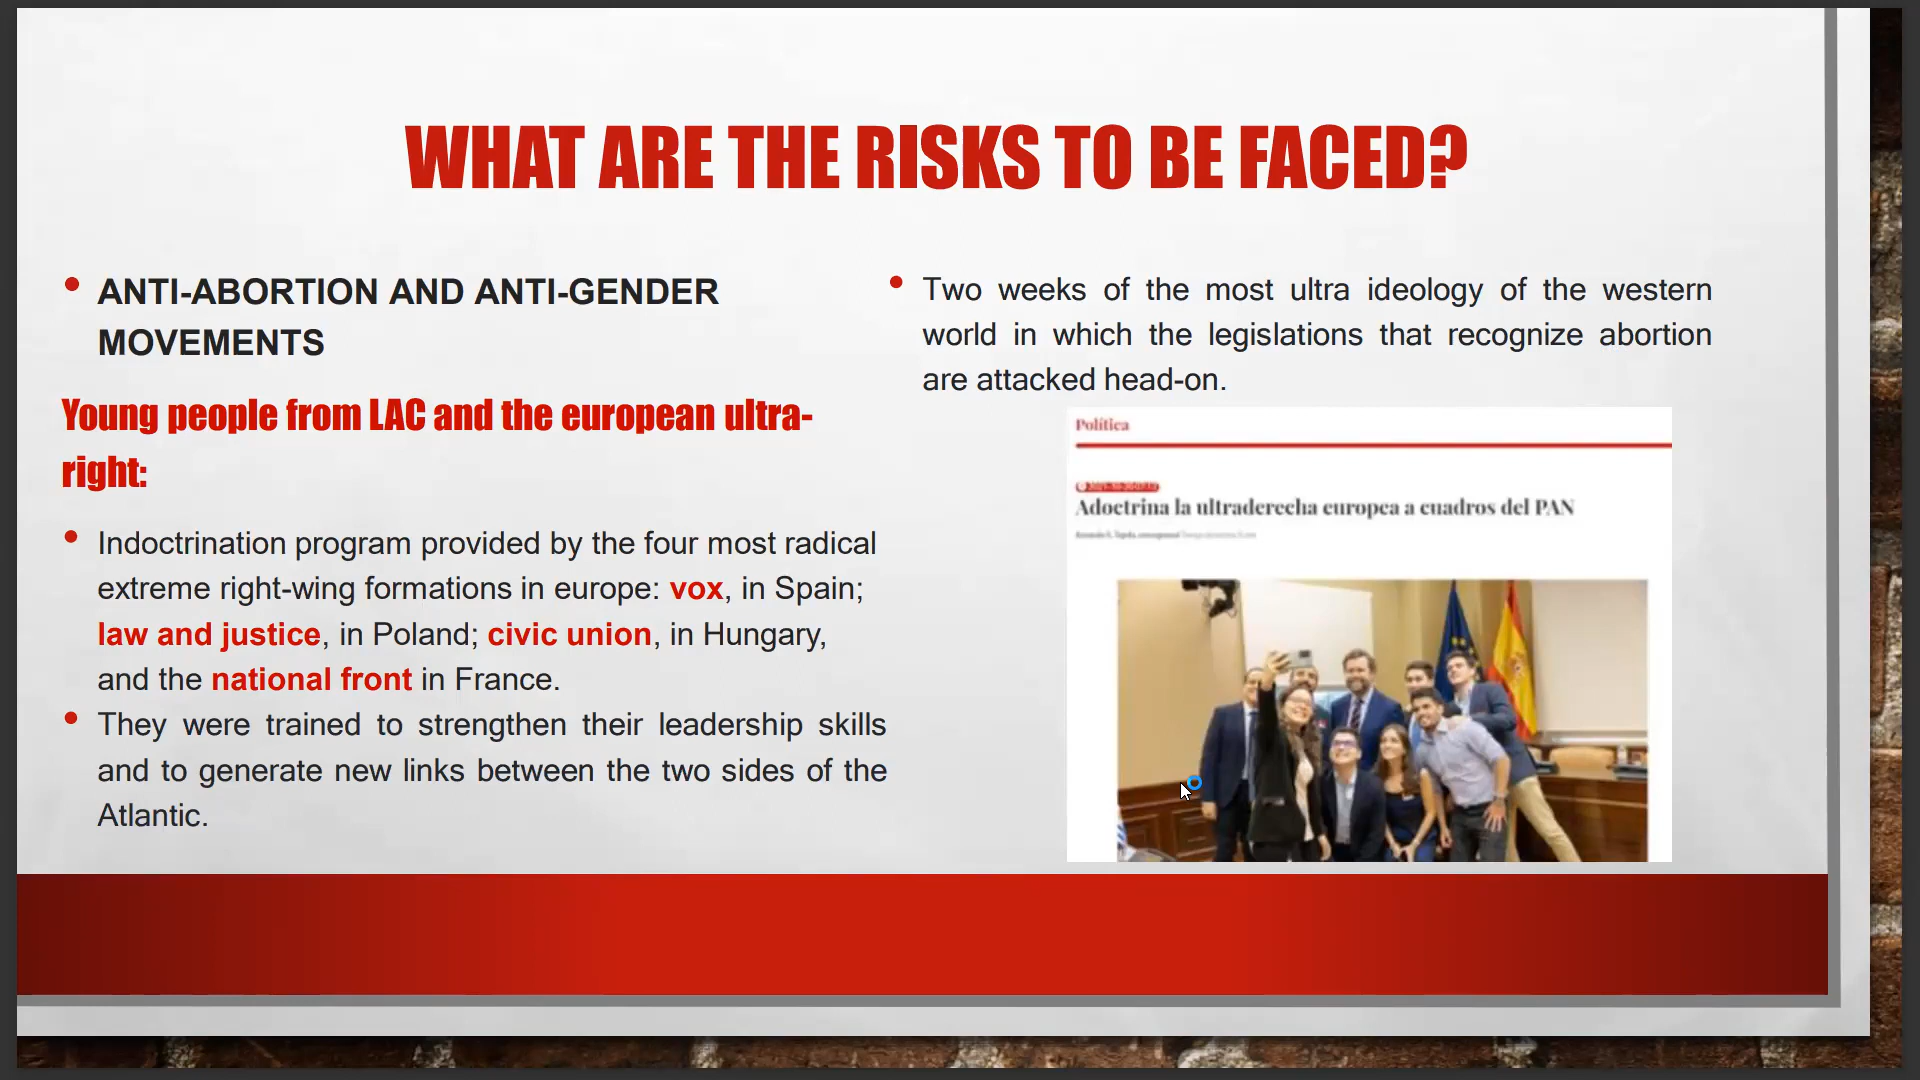 WHAT ARE THE RISKS TO BE FACED?
ANTI-ABORTION AND ANTI-GENDER
MOVEMENTS
Young people from LAC and the european ultra-
right:
Indoctrination program provided by the four most radical
extreme right-wing formations in europe: vox, in Spain;
law and justice, in Poland; civic union, in Hungary,
and the national front in France.
They were trained to strengthen their leadership skills
and to generate new links between the two sides of the
Atlantic.
Two weeks of the most ultra ideology of the western
world in which the legislations that recognize abortion
are attacked head-on.
Política
Adoctrina la ultraderecha europea a cuadros del PAN